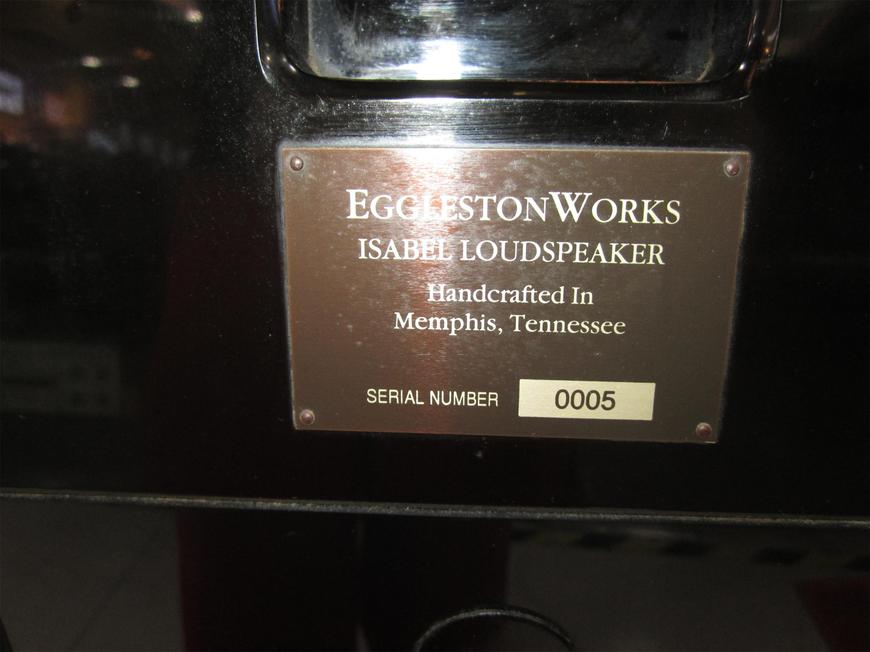 EGGLESTONWORKS
ISABEL LOUDSPEAKER
Handcrafted In
Memphis, Tennessee
SERIAL NUMBER 0005